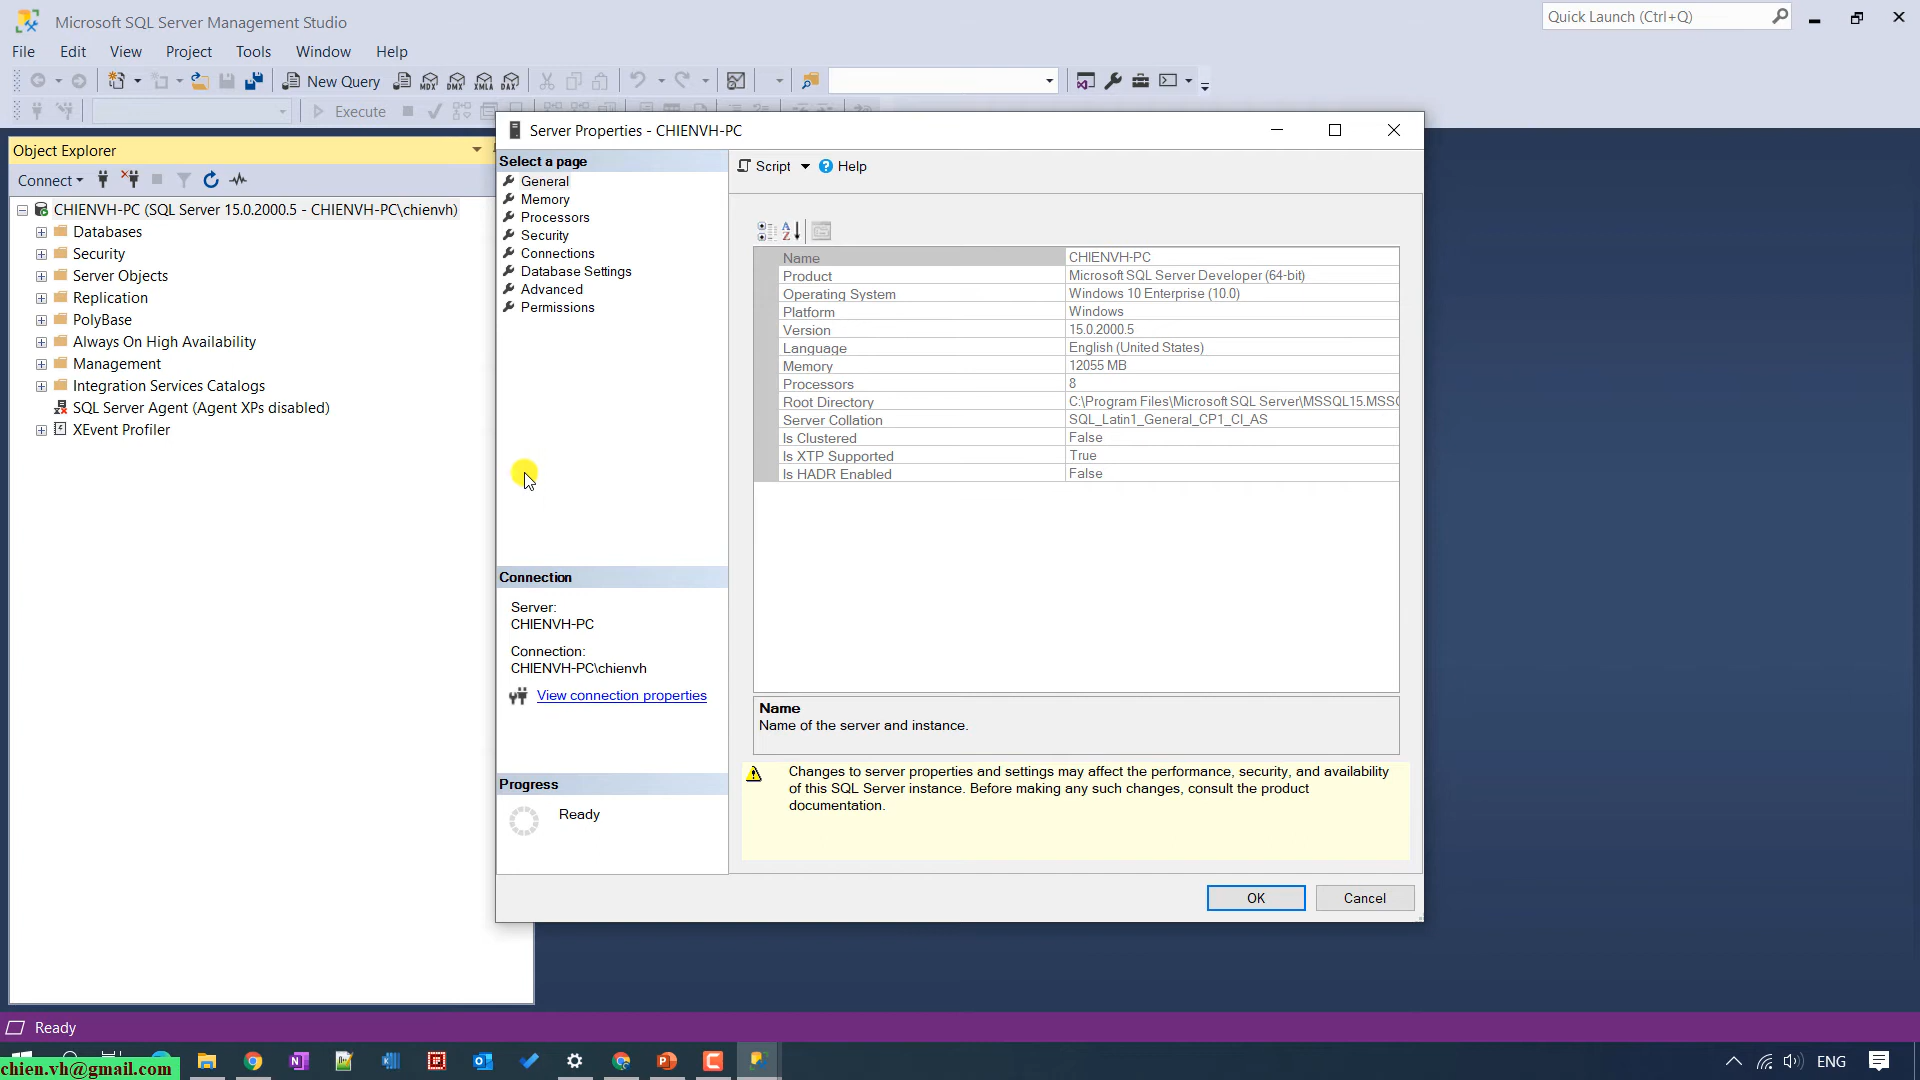 Microsoft SQL Server Management Studio
Quick Launch (Ctrl+Q)
File Edit View Project Tools Window Help
New Query MDX DMX XMLA DAX
Execute
Object Explorer
Connect
CHIENVH-PC (SQL Server 15.0.2000.5 - CHIENVH-PC\chienvh)
Databases
Security
Server Objects
Replication
PolyBase
Always On High Availability
Management
Integration Services Catalogs
SQL Server Agent (Agent XPs disabled)
XEvent Profiler
Server Properties - CHIENVH-PC
Select a page
General
Memory
Processors
Security
Connections
Database Settings
Advanced
Permissions
Connection
Server:
CHIENVH-PC
Connection:
CHIENVH-PC\chienvh
View connection properties
Progress
Ready
Script Help
Name CHIENVH-PC
Product Microsoft SQL Server Developer (64-bit)
Operating System Windows 10 Enterprise (10.0)
Platform Windows
Version 15.0.2000.5
Language English (United States)
Memory 12055 MB
Processors 8
Root Directory C:\Program Files\Microsoft SQL Server\MSSQL15.MSSQ
Server Collation SQL_Latin1_General_CP1_CI_AS
Is Clustered False
Is XTP Supported True
Is HADR Enabled False
Name
Name of the server and instance.
Changes to server properties and settings may affect the performance, security, and availability
of this SQL Server instance. Before making any such changes, consult the product
documentation.
OK Cancel
Ready
chien.vh@gmail.com
ENG